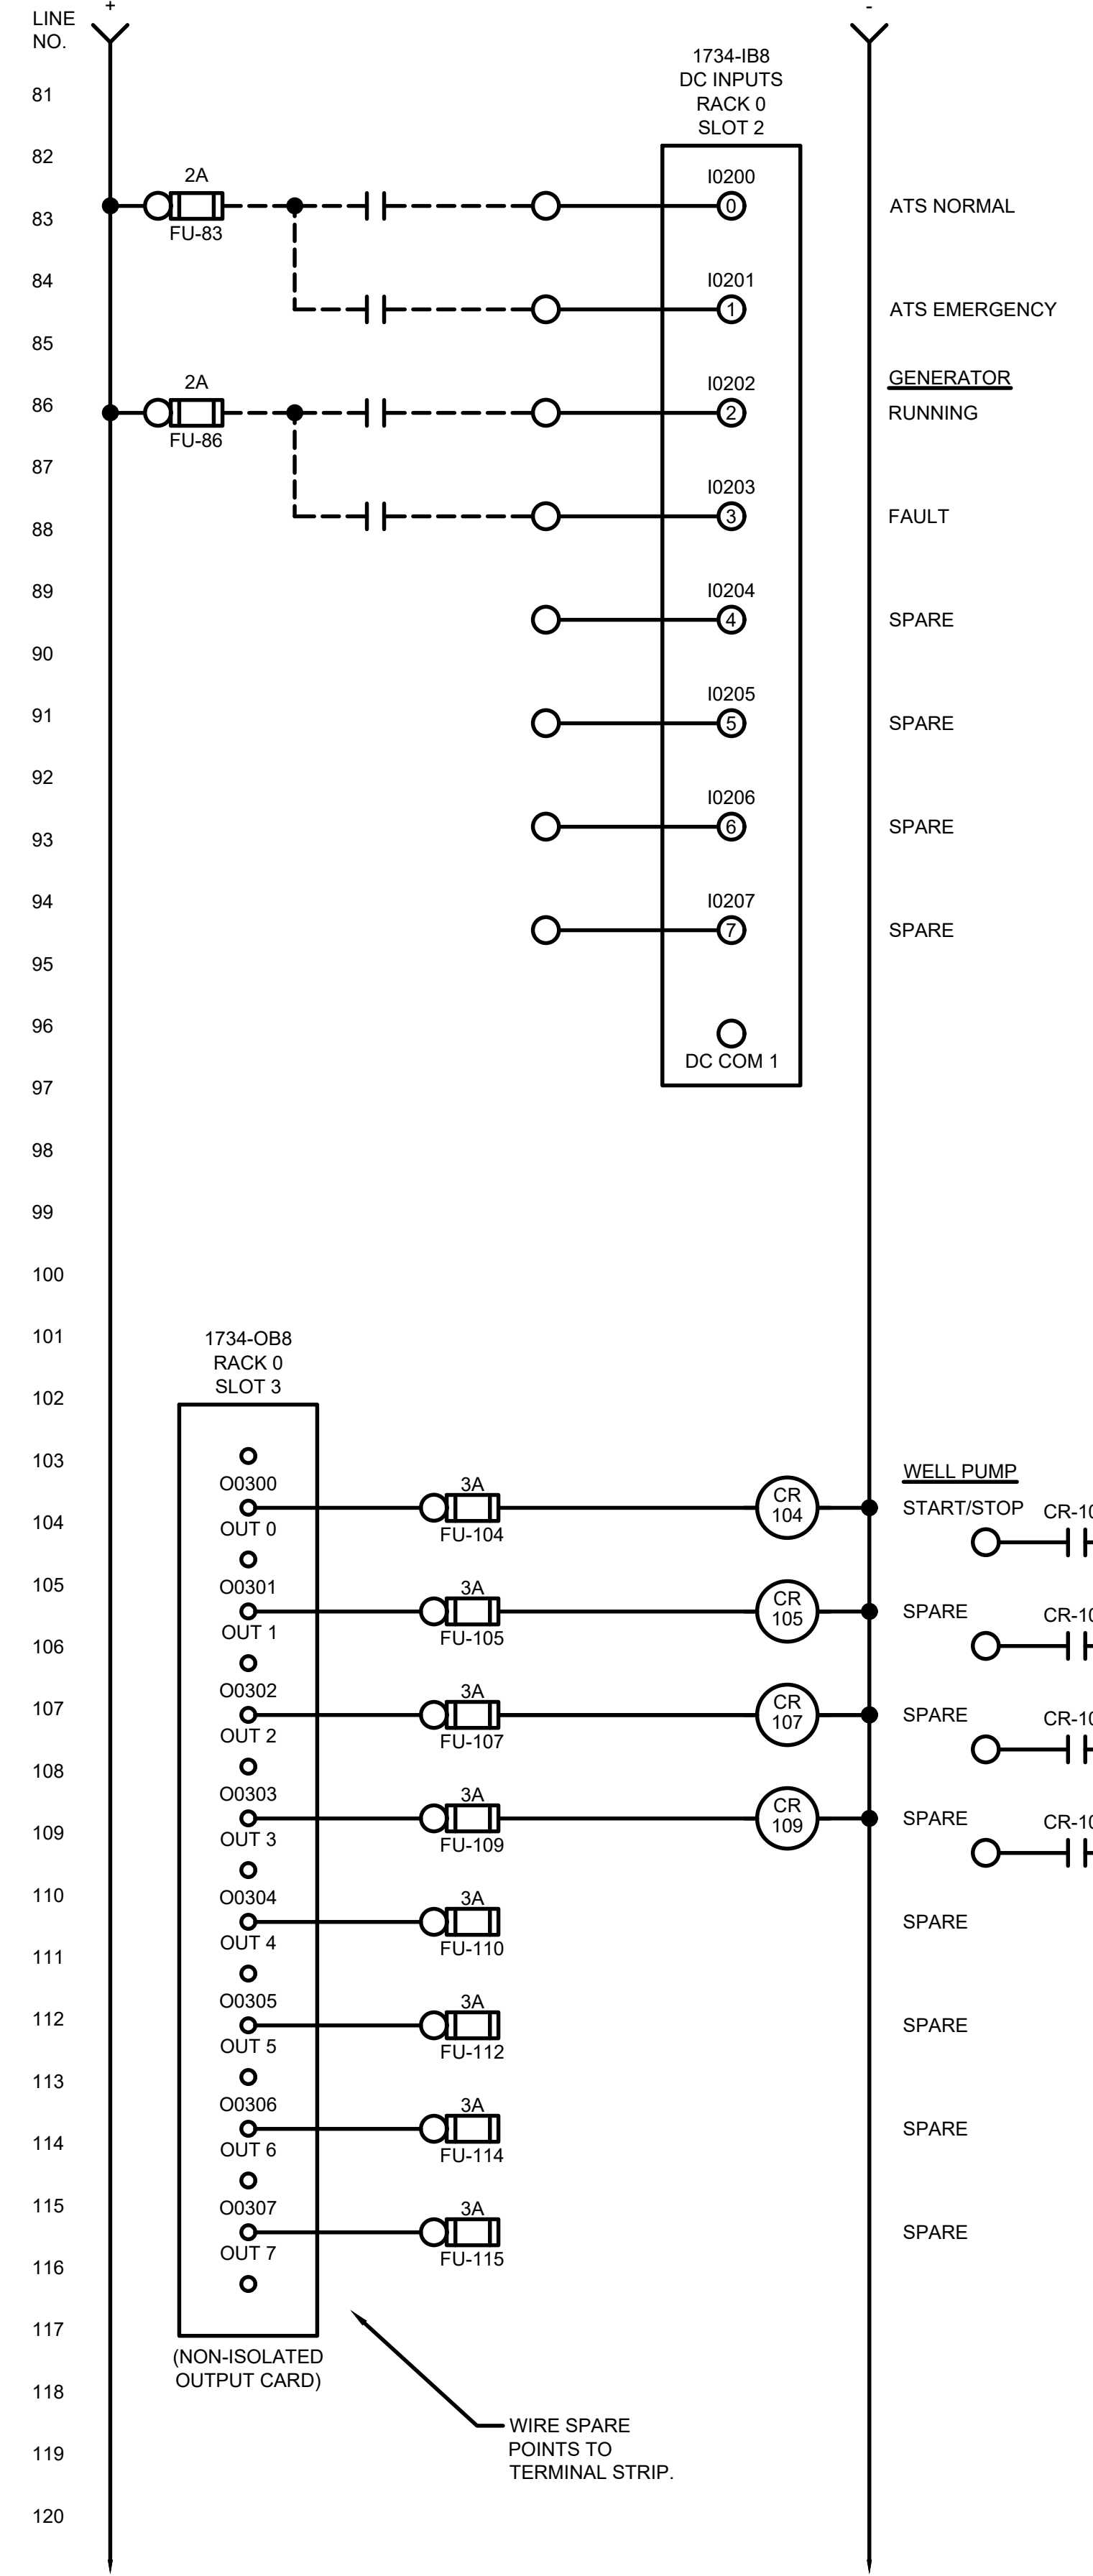 LINE
NO.
+
-
1734-IB8
DC INPUTS
RACK 0
SLOT 2
81
82
2A
I0200
0
ATS NORMAL
83
FU-83
84
I0201
1
ATS EMERGENCY
85
GENERATOR
2A
I0202
86
2
RUNNING
FU-86
87
I0203
3
FAULT
88
89
I0204
4
SPARE
90
I0205
91
5
SPARE
92
I0206
6
SPARE
93
94
I0207
7
SPARE
95
96
DC COM 1
97
98
99
100
101
1734-OB8
RACK 0
SLOT 3
102
103
WELL PUMP
O0300
3A
CR
104
START/STOP
CR-10
104
OUT 0
FU-104
105
O0301
3A
CR
105
SPARE
CR-10
OUT 1
FU-105
106
O0302
3A
CR
107
SPARE
CR-10
107
OUT 2
FU-107
108
O0303
3A
CR
109
SPARE
CR-10
109
OUT 3
FU-109
110
O0304
3A
SPARE
OUT 4
FU-110
111
O0305
3A
112
SPARE
OUT 5
FU-112
113
O0306
3A
SPARE
114
OUT 6
FU-114
115
O0307
3A
SPARE
OUT 7
FU-115
116
117
(NON-ISOLATED
OUTPUT CARD)
118
WIRE SPARE
POINTS TO
TERMINAL STRIP.
119
120